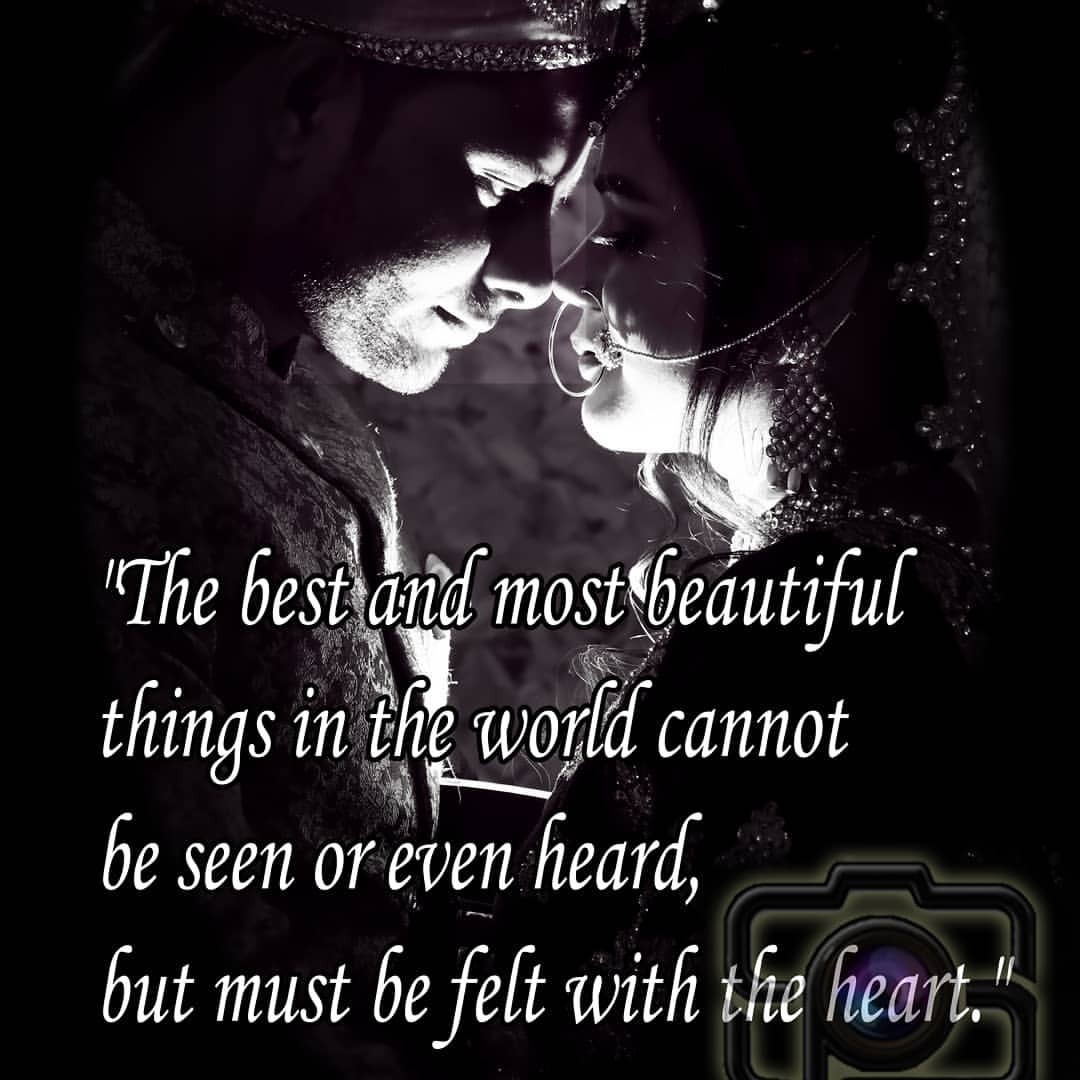 "The best and most beautiful
things in the world cannot
be seen or even heard,
but must be felt with the heart."